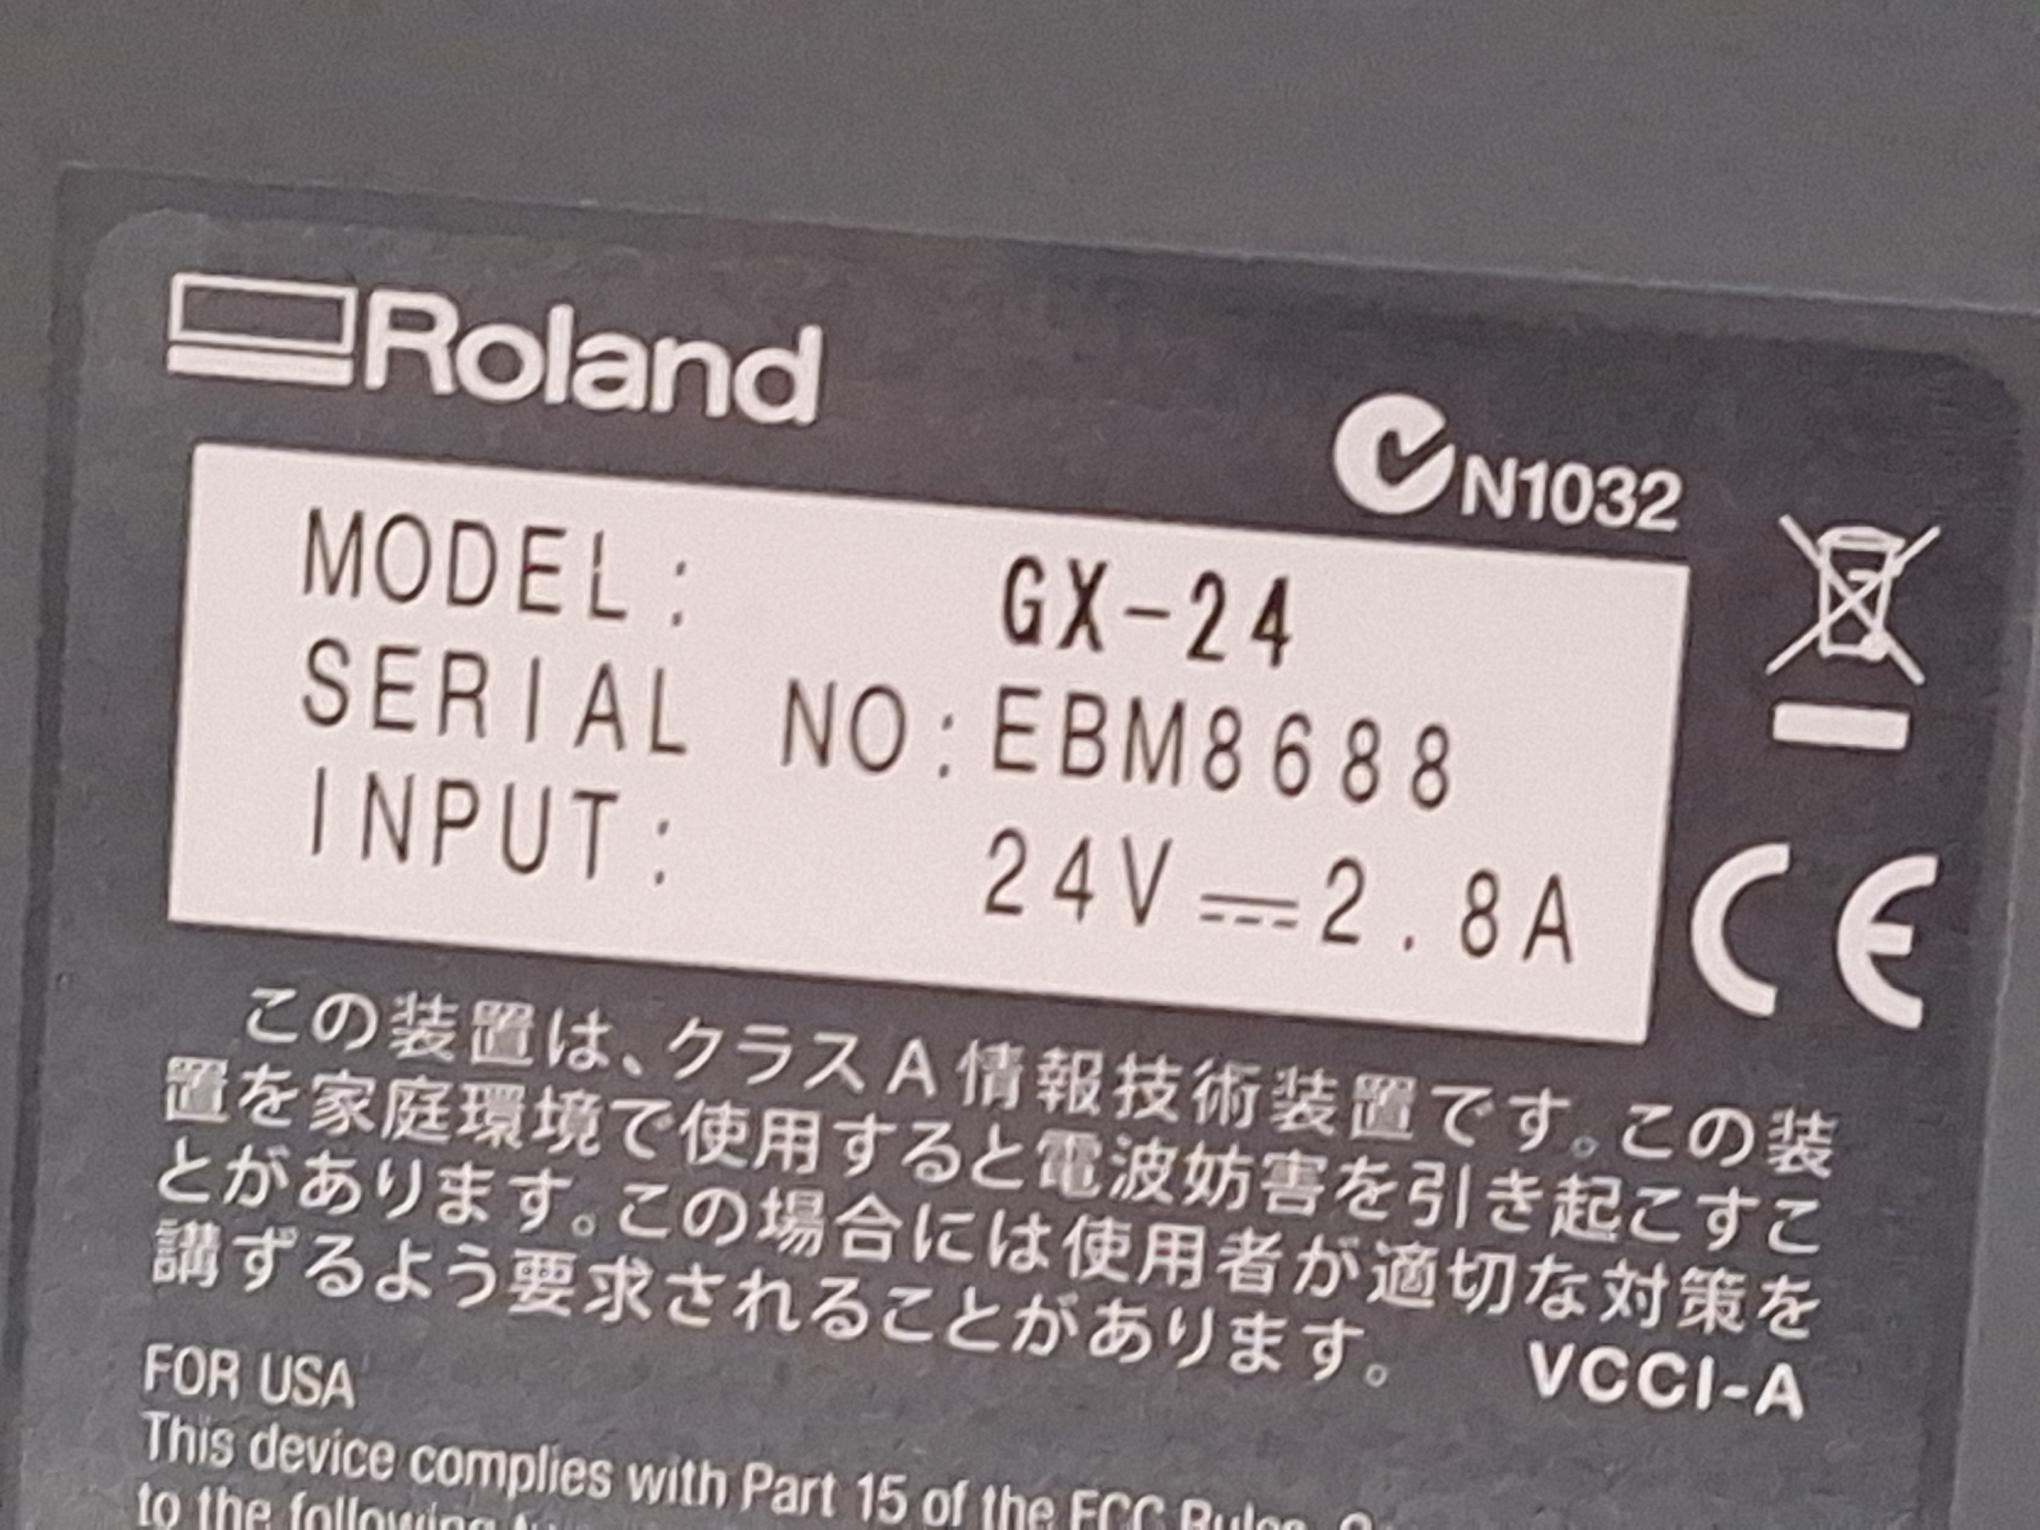 Roland
N1032
MODEL: GX-24
SERIAL NO:EBM8688
INPUT: 24V⎓2.8A
CE
この装置は、クラスA情報技術装置です。この装
置を家庭環境で使用すると電波妨害を引き起こすこ
とがあります。この場合には使用者が適切な対策を
講ずるよう要求されることがあります。 VCCI-A
FOR USA
This device complies with Part 15 of the FCC Rules.
to the following